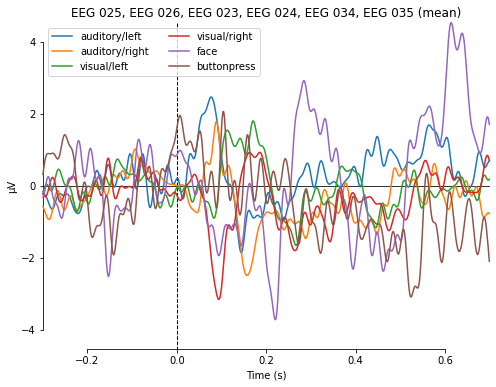 EEG 025, EEG 026, EEG 023, EEG 024, EEG 034, EEG 035 (mean)
auditory/left
auditory/right
visual/left
visual/right
face
buttonpress
4
2
0
−2
−4
µV
−0.2
0.0
0.2
0.4
0.6
Time (s)